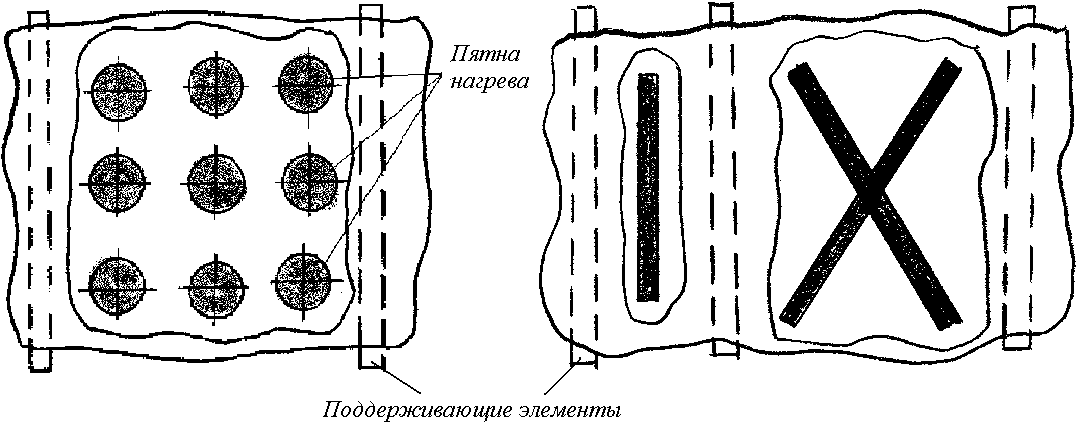 Пятна
нагрева
Поддерживающие элементы